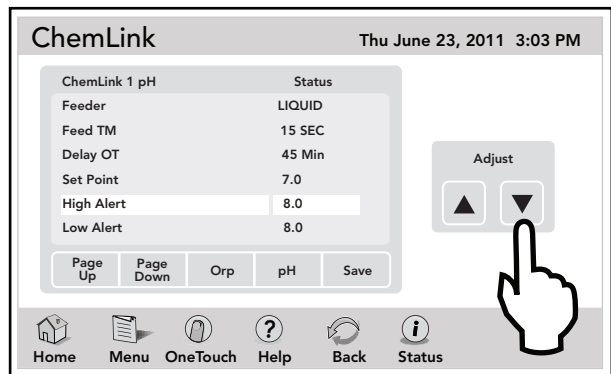 ChemLink Thu June 23, 2011 3:03 PM
ChemLink 1 pH Status
Feeder LIQUID
Feed TM 15 SEC
Delay OT 45 Min
Set Point 7.0
High Alert 8.0
Low Alert 8.0
Adjust
Page Up Page Down Orp pH Save
Home Menu OneTouch Help Back Status